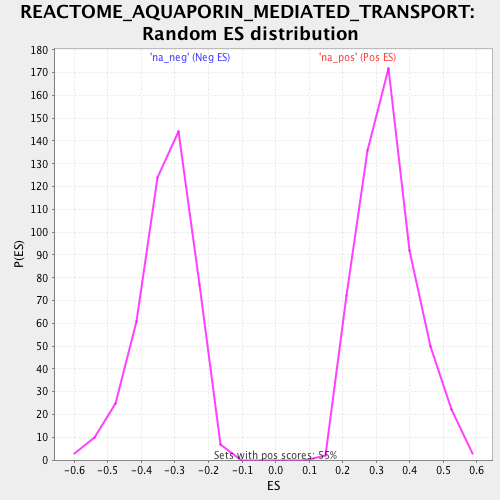 REACTOME_AQUAPORIN_MEDIATED_TRANSPORT:
Random ES distribution
'na_neg' (Neg ES) 'na_pos' (Pos ES)
180
170
160
150
140
130
120
110
100
90
80
70
60
50
40
30
20
10
0
P(ES)
Sets with pos scores: 55%
-0.6 -0.5 -0.4 -0.3 -0.2 -0.1 0.0 0.1 0.2 0.3 0.4 0.5 0.6
ES